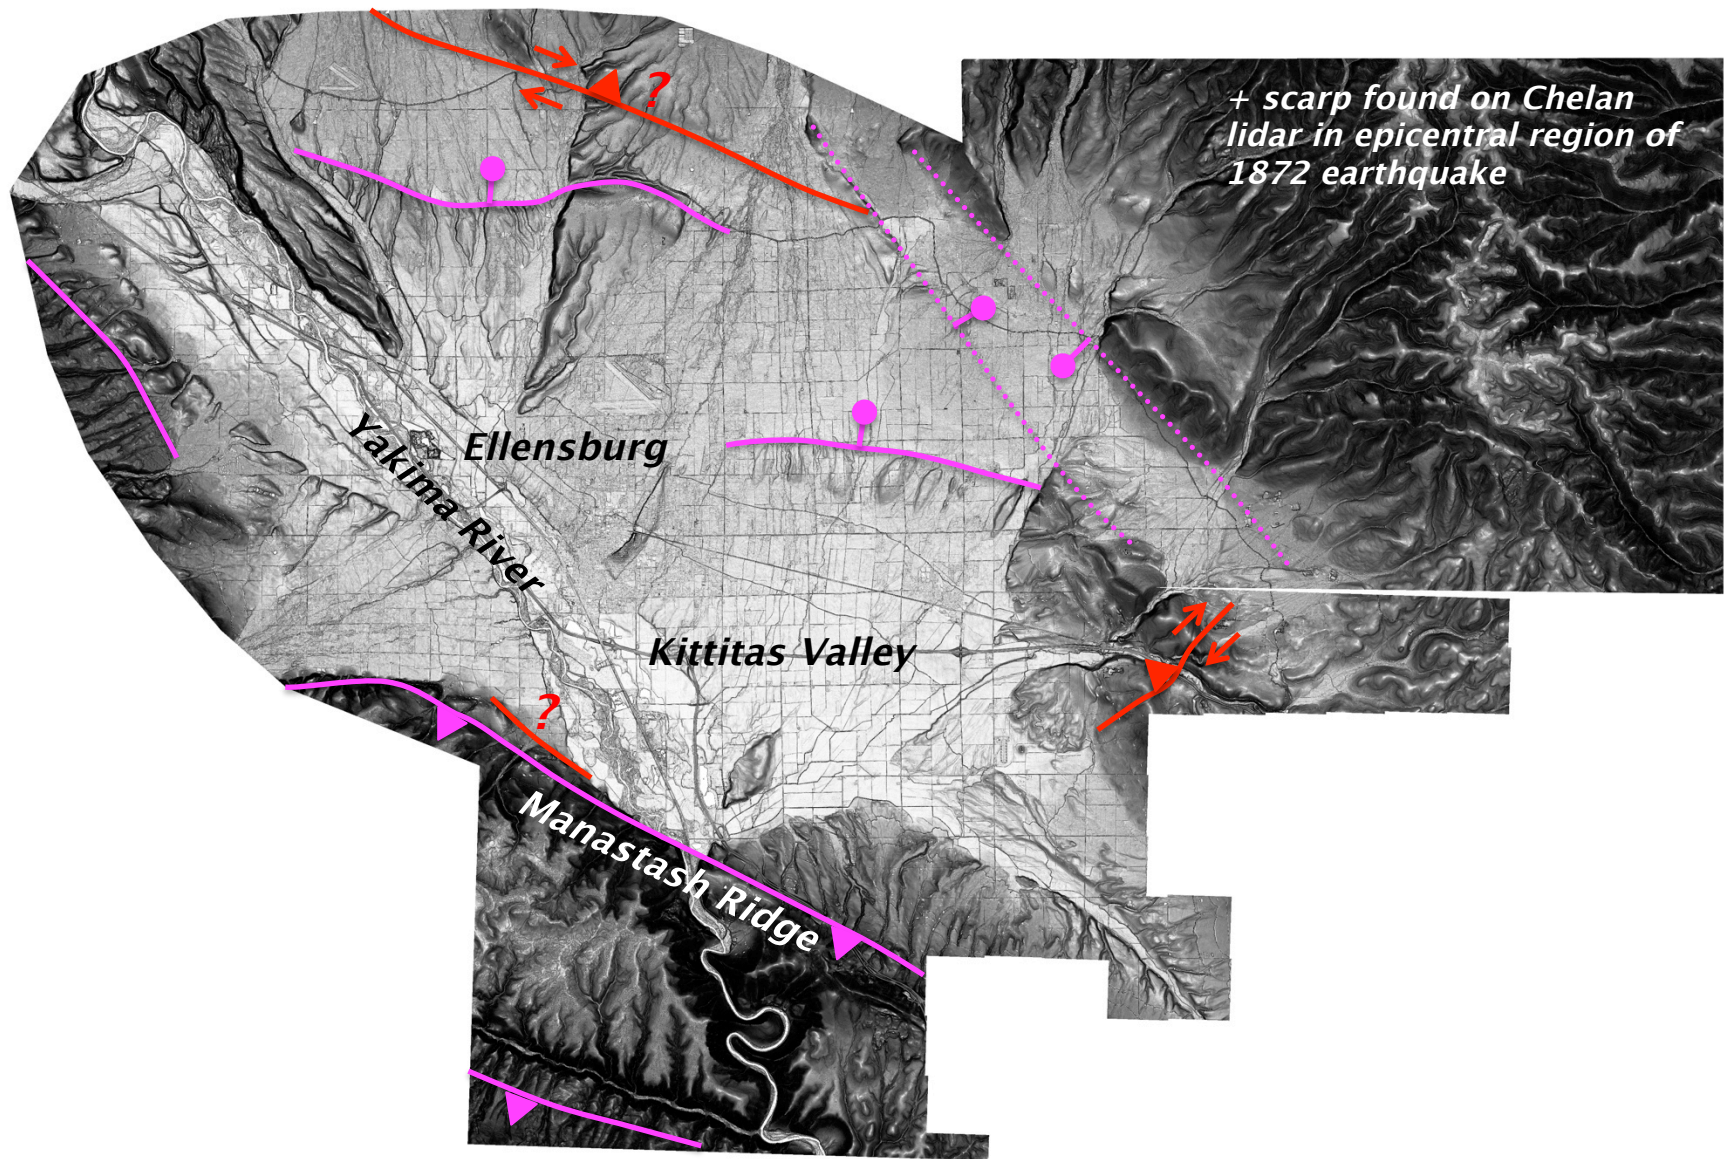 + scarp found on Chelan
lidar in epicentral region of
1872 earthquake
?
Ellensburg
Yakima River
Kittitas Valley
?
Manastash Ridge